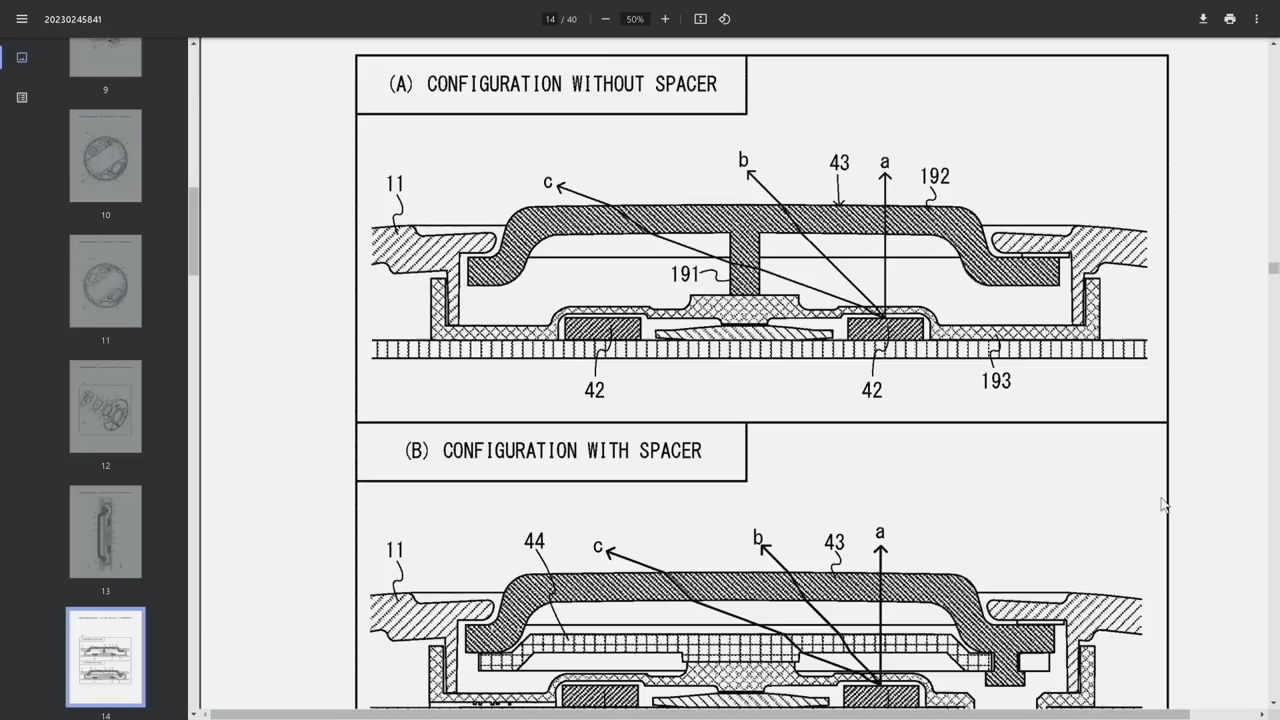 20230245841
14 / 40
50%
9
10
11
12
13
14
(A) CONFIGURATION WITHOUT SPACER
11
c
b
43
a
192
191
42
42
193
(B) CONFIGURATION WITH SPACER
11
44
c
b
43
a